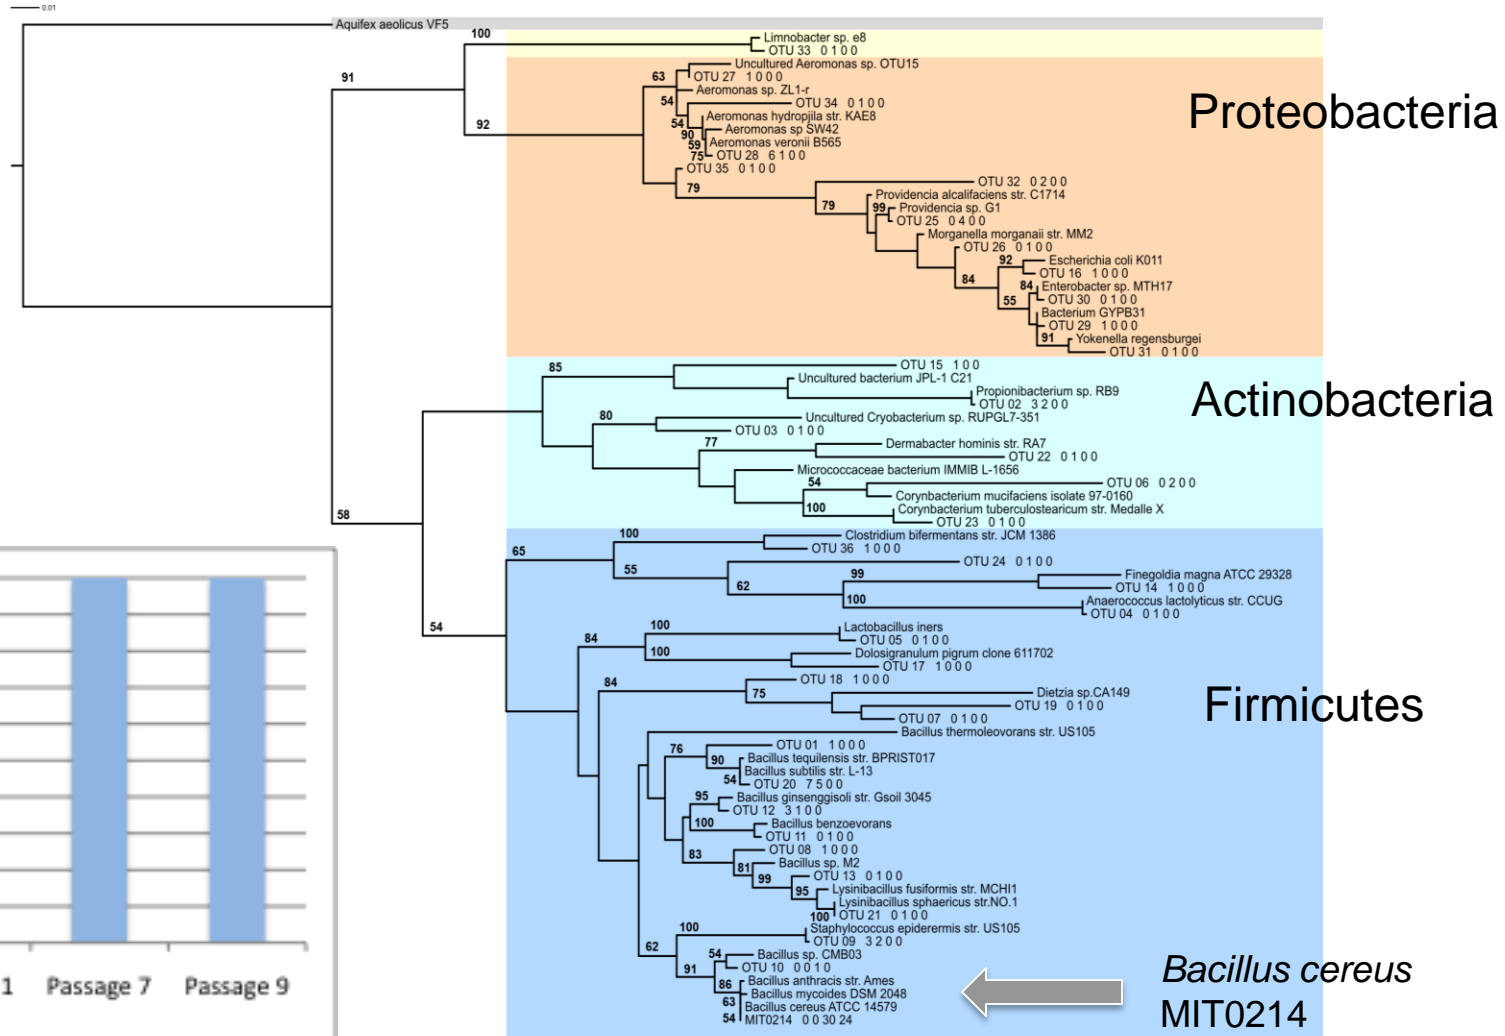 0.01
Aquifex aeolicus VF5
100
Limnobacter sp. e8
OTU 33 0 1 0 0
91
63
Uncultured Aeromonas sp. OTU15
OTU 27 1 0 0 0
Aeromonas sp. ZL1-r
54
OTU 34 0 1 0 0
Proteobacteria
92
54
Aeromonas hydropjila str. KAE8
90
Aeromonas sp SW42
59
Aeromonas veronii B565
75
OTU 28 6 1 0 0
OTU 35 0 1 0 0
79
OTU 32 0 2 0 0
79
Providencia alcalifaciens str. C1714
99
Providencia sp. G1
OTU 25 0 4 0 0
Morganella morganaii str. MM2
OTU 26 0 1 0 0
84
92
Escherichia coli K011
OTU 16 1 0 0 0
84
Enterobacter sp. MTH17
55
OTU 30 0 1 0 0
Bacterium GYPB31
OTU 29 1 0 0 0
91
Yokenella regensburgei
OTU 31 0 1 0 0
85
OTU 15 1 0 0
Uncultured bacterium JPL-1 C21
Propionibacterium sp. RB9
OTU 02 3 2 0 0
Actinobacteria
80
Uncultured Cryobacterium sp. RUPGL7-351
OTU 03 0 1 0 0
77
Dermabacter hominis str. RA7
OTU 22 0 1 0 0
Micrococcaceae bacterium IMMIB L-1656
54
OTU 06 0 2 0 0
Corynbacterium mucifaciens isolate 97-0160
100
Corynbacterium tuberculostearicum str. Medalle X
OTU 23 0 1 0 0
58
65
100
Clostridium bifermentans str. JCM 1386
OTU 36 1 0 0 0
55
OTU 24 0 1 0 0
62
99
Finegoldia magna ATCC 29328
OTU 14 1 0 0 0
100
Anaerococcus lactolyticus str. CCUG
OTU 04 0 1 0 0
54
84
100
Lactobacillus iners
OTU 05 0 1 0 0
100
Dolosigranulum pigrum clone 611702
OTU 17 1 0 0 0
84
OTU 18 1 0 0 0
75
Dietzia sp.CA149
OTU 19 0 1 0 0
OTU 07 0 1 0 0
Firmicutes
Bacillus thermoleovorans str. US105
76
OTU 01 1 0 0 0
90
Bacillus tequilensis str. BPRIST017
Bacillus subtilis str. L-13
54
OTU 20 7 5 0 0
95
Bacillus ginsenggisoli str. Gsoil 3045
OTU 12 3 1 0 0
100
Bacillus benzoevorans
OTU 11 0 1 0 0
83
OTU 08 1 0 0 0
81
Bacillus sp. M2
99
OTU 13 0 1 0 0
95
Lysinibacillus fusiformis str. MCHI1
Lysinibacillus sphaericus str.NO.1
100
OTU 21 0 1 0 0
100
Staphylococcus epiderermis str. US105
OTU 09 3 2 0 0
62
54
Bacillus sp. CMB03
91
OTU 10 0 0 1 0
86
Bacillus anthracis str. Ames
Bacillus mycoides DSM 2048
63
Bacillus cereus ATCC 14579
54
MIT0214 0 0 30 24
Bacillus cereus
MIT0214
1 Passage 7 Passage 9